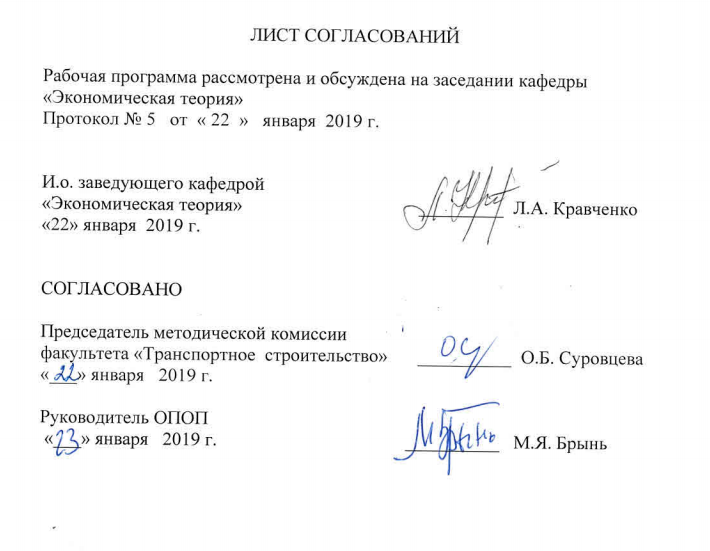 ЛИСТ СОГЛАСОВАНИЙ
Рабочая программа рассмотрена и обсуждена на заседании кафедры
«Экономическая теория»
Протокол № 5 от « 22 » января 2019 г.
И.о. заведующего кафедрой
«Экономическая теория»
«22» января 2019 г.
Л.А. Кравченко
СОГЛАСОВАНО
Председатель методической комиссии
факультета «Транспортное строительство»
О.Б. Суровцева
«22» января 2019 г.
Руководитель ОПОП
«23» января 2019 г.
М.Я. Брынь